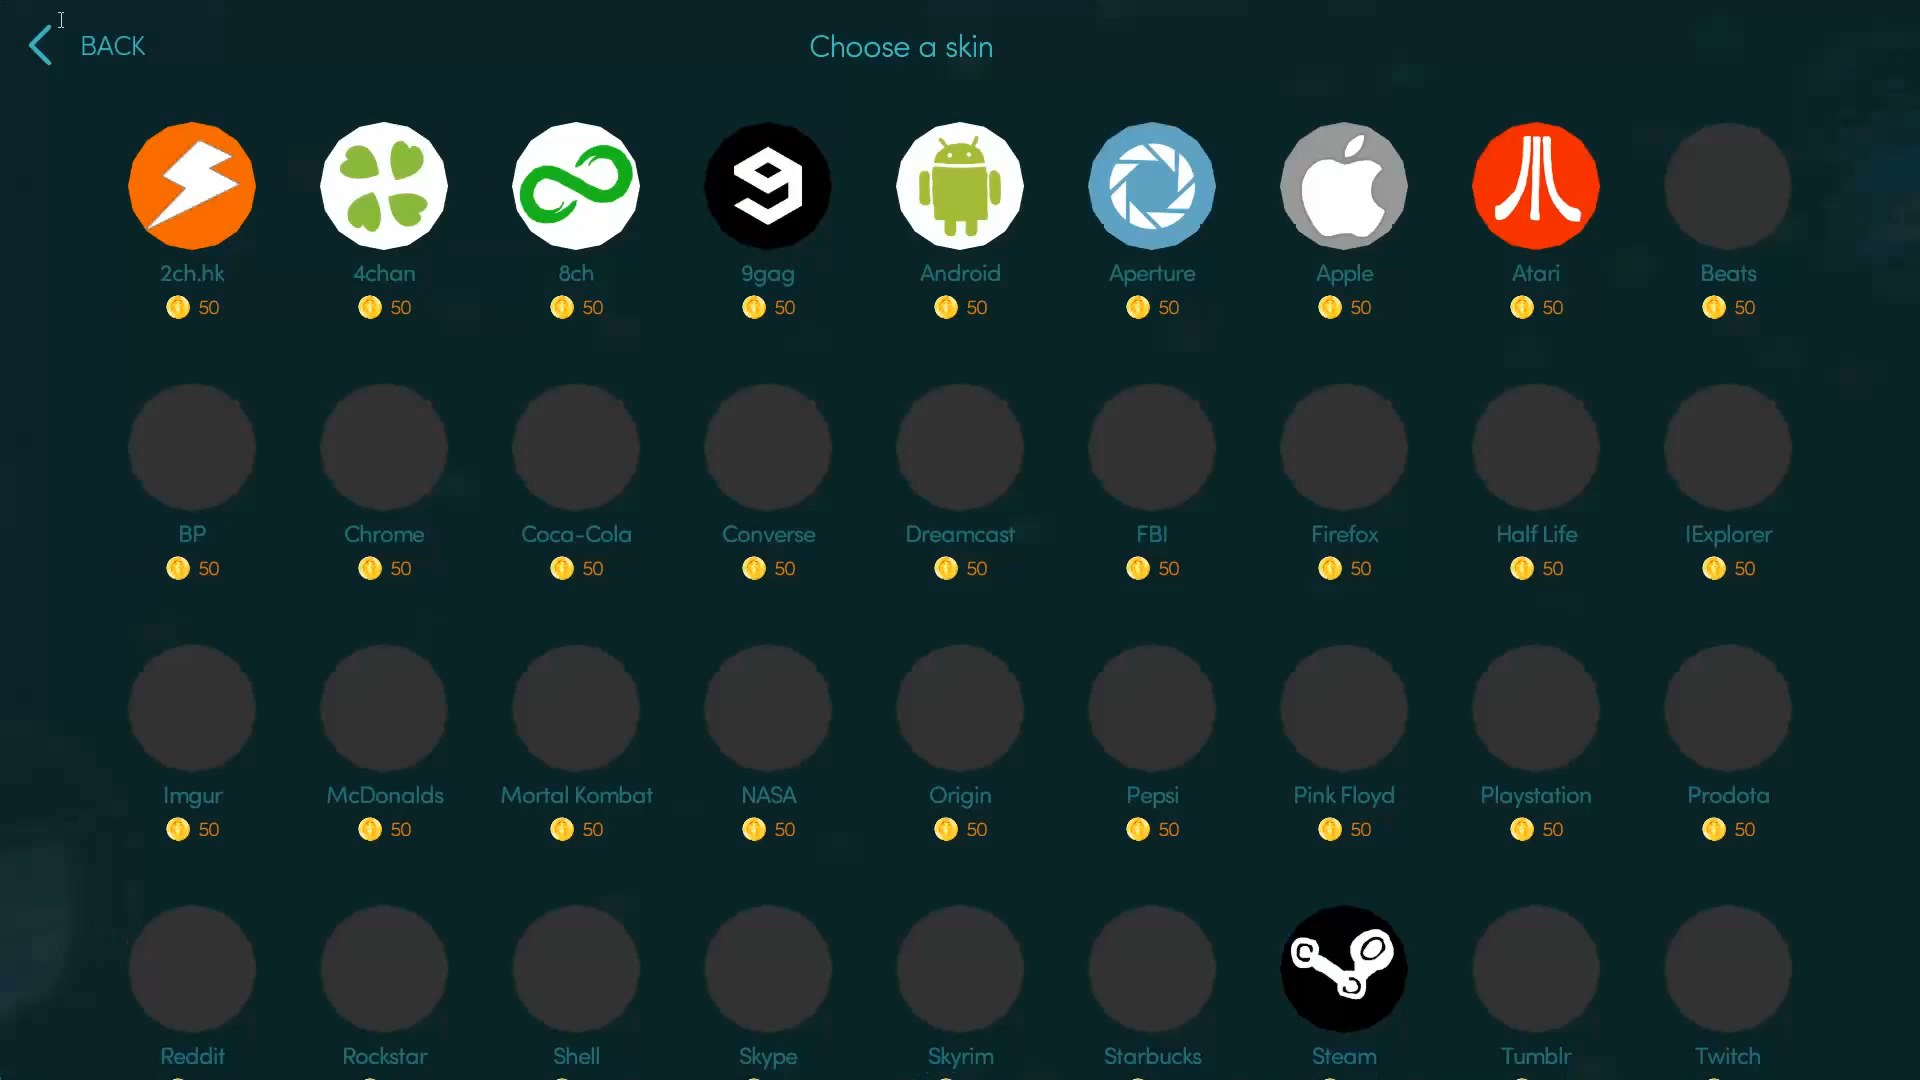 BACK
Choose a skin
2ch.hk 4chan 8ch 9gag Android Aperture Apple Atari Beats
50 50 50 50 50 50 50 50 50
BP Chrome Coca-Cola Converse Dreamcast FBI Firefox Half Life IExplorer
50 50 50 50 50 50 50 50 50
Imgur McDonalds Mortal Kombat NASA Origin Pepsi Pink Floyd Playstation Prodota
50 50 50 50 50 50 50 50 50
Reddit Rockstar Shell Skype Skyrim Starbucks Steam Tumblr Twitch